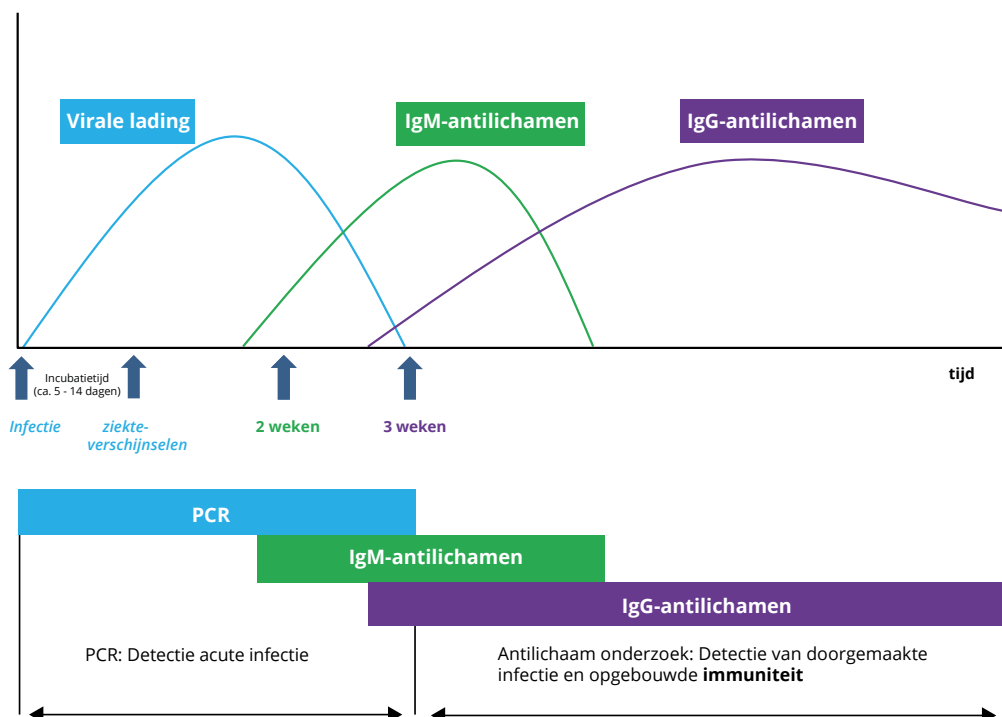 Virale lading
IgM-antilichamen
IgG-antilichamen
tijd
Incubatietijd
(ca. 5 - 14 dagen)
Infectie
ziekte-
verschijnselen
2 weken
3 weken
PCR
IgM-antilichamen
IgG-antilichamen
PCR: Detectie acute infectie
Antilichaam onderzoek: Detectie van doorgemaakte
infectie en opgebouwde immuniteit